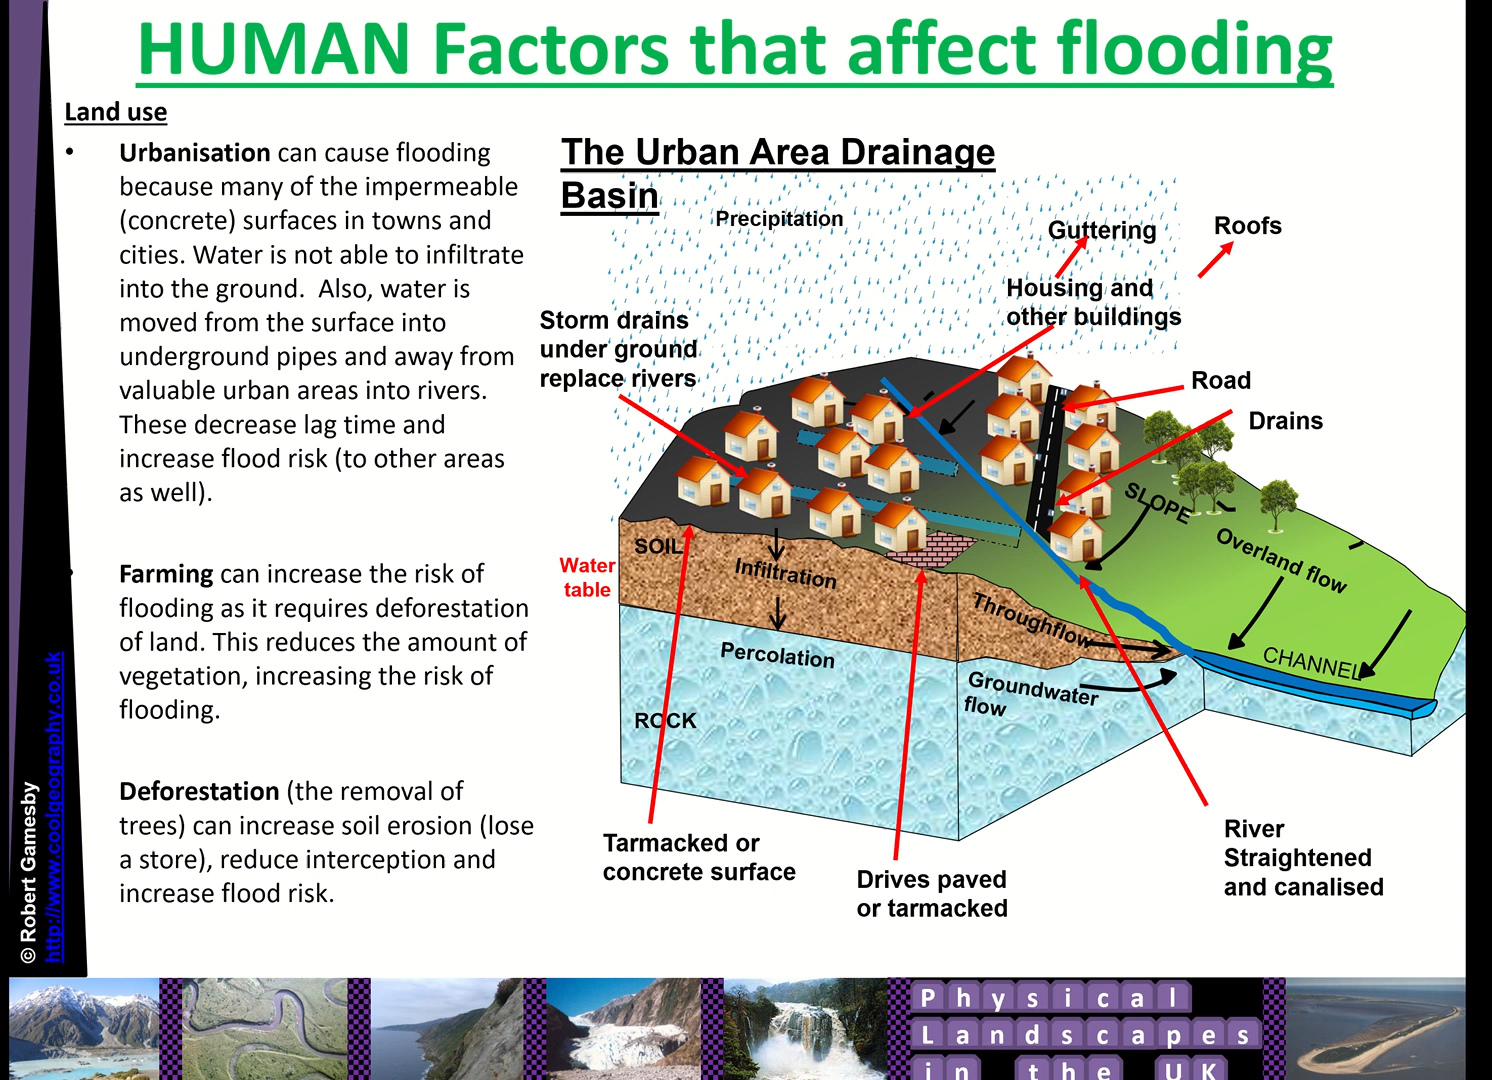 HUMAN Factors that affect flooding
Land use
• Urbanisation can cause flooding
because many of the impermeable
(concrete) surfaces in towns and
cities. Water is not able to infiltrate
into the ground.  Also, water is
moved from the surface into
underground pipes and away from
valuable urban areas into rivers.
These decrease lag time and
increase flood risk (to other areas
as well).
• Farming can increase the risk of
flooding as it requires deforestation
of land. This reduces the amount of
vegetation, increasing the risk of
flooding.
Deforestation (the removal of
trees) can increase soil erosion (lose
a store), reduce interception and
increase flood risk.
The Urban Area Drainage
Basin
Precipitation
Guttering
Roofs
Housing and
other buildings
Storm drains
under ground
replace rivers
Road
Drains
SLOPE
Overland flow
SOIL
Infiltration
Water
table
Throughflow
Percolation
CHANNEL
Groundwater
flow
ROCK
Tarmacked or
concrete surface
Drives paved
or tarmacked
River
Straightened
and canalised
© Robert Gamesby
http://www.coolgeography.co.uk
Physical
Landscapes
in the UK